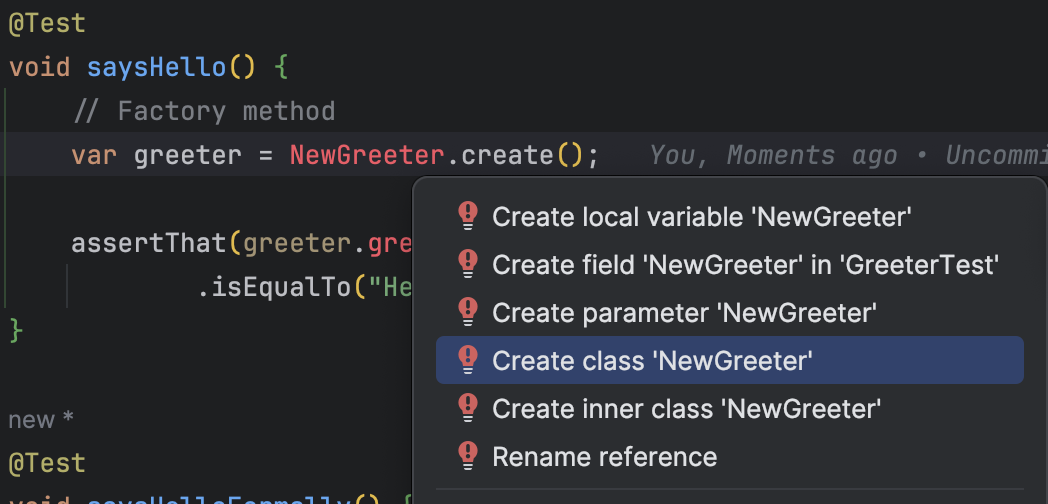 @Test
void saysHello() {
// Factory method
var greeter = NewGreeter.create(); You, Moments ago • Uncommi
Create local variable 'NewGreeter'
assertThat(greeter.gre
Create field 'NewGreeter' in 'GreeterTest'
.isEqualTo("He
Create parameter 'NewGreeter'
}
Create class 'NewGreeter'
Create inner class 'NewGreeter'
new *
Rename reference
@Test
void saysHelloFormally() {